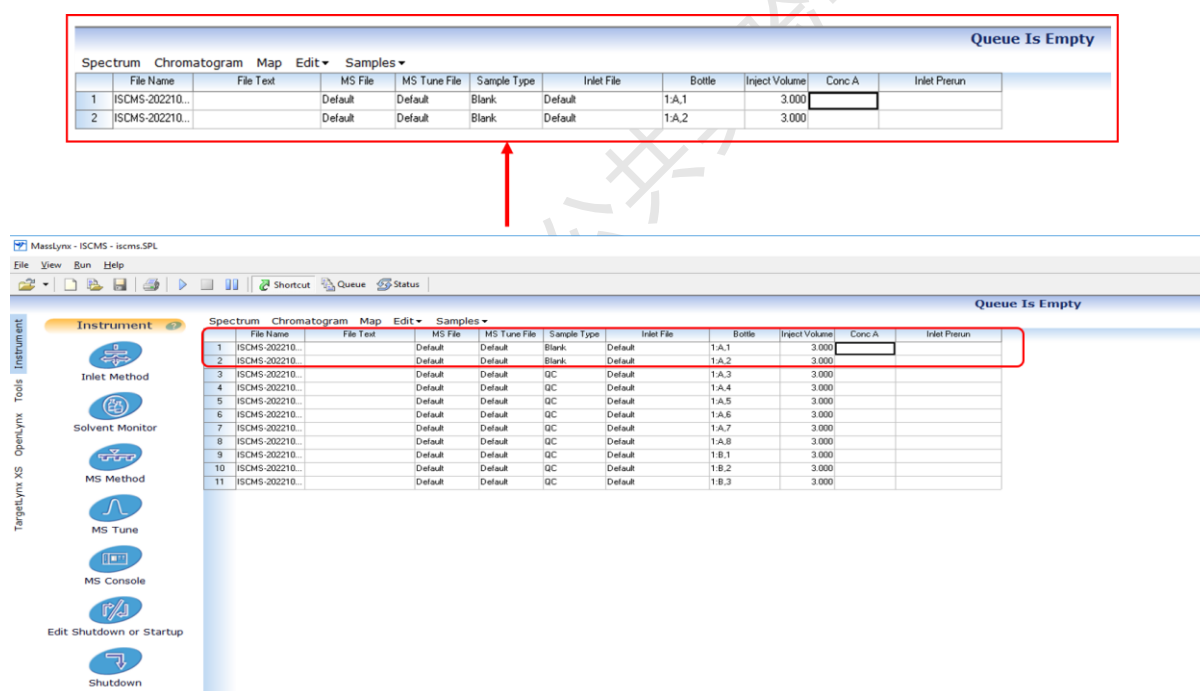 Queue Is Empty
Spectrum Chromatogram Map Edit Samples
File Name File Text MS File MS Tune File Sample Type Inlet File Bottle Inject Volume Conc A Inlet Prerun
1 ISCMS-202210... Default Default Blank Default 1:A,1 3.000
2 ISCMS-202210... Default Default Blank Default 1:A,2 3.000
MassLynx - ISCMS - iscms.SPL
File View Run Help
Shortcut Queue Status
Queue Is Empty
Instrument
Tools
OpenLynx
TargetLynx XS
Instrument
Inlet Method
Solvent Monitor
MS Method
MS Tune
MS Console
Edit Shutdown or Startup
Shutdown
Spectrum Chromatogram Map Edit Samples
File Name File Text MS File MS Tune File Sample Type Inlet File Bottle Inject Volume Conc A Inlet Prerun
1 ISCMS-202210... Default Default Blank Default 1:A,1 3.000
2 ISCMS-202210... Default Default Blank Default 1:A,2 3.000
3 ISCMS-202210... Default Default QC Default 1:A,3 3.000
4 ISCMS-202210... Default Default QC Default 1:A,4 3.000
5 ISCMS-202210... Default Default QC Default 1:A,5 3.000
6 ISCMS-202210... Default Default QC Default 1:A,6 3.000
7 ISCMS-202210... Default Default QC Default 1:A,7 3.000
8 ISCMS-202210... Default Default QC Default 1:A,8 3.000
9 ISCMS-202210... Default Default QC Default 1:B,1 3.000
10 ISCMS-202210... Default Default QC Default 1:B,2 3.000
11 ISCMS-202210... Default Default QC Default 1:B,3 3.000